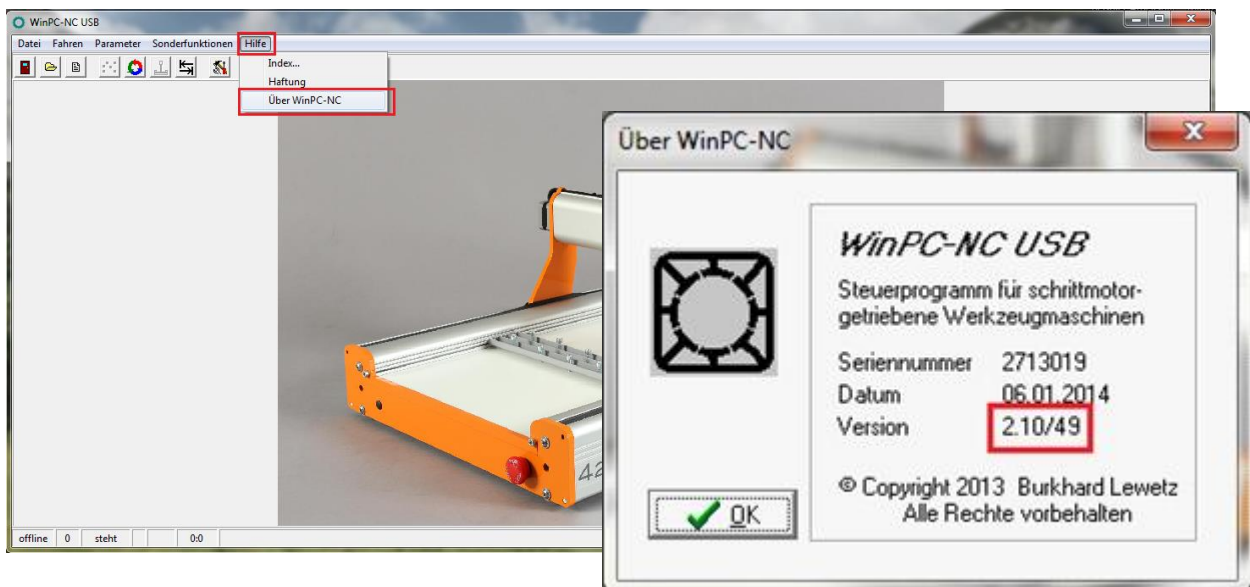 WinPC-NC USB
Datei Fahren Parameter Sonderfunktionen Hilfe
Index...
Haftung
Über WinPC-NC
Über WinPC-NC
WinPC-NC USB
Steuerprogramm für schrittmotor-
getriebene Werkzeugmaschinen
Seriennummer 2713019
Datum 06.01.2014
Version 2.10/49
© Copyright 2013 Burkhard Lewetz
Alle Rechte vorbehalten
OK
42
offline 0 steht 0:0